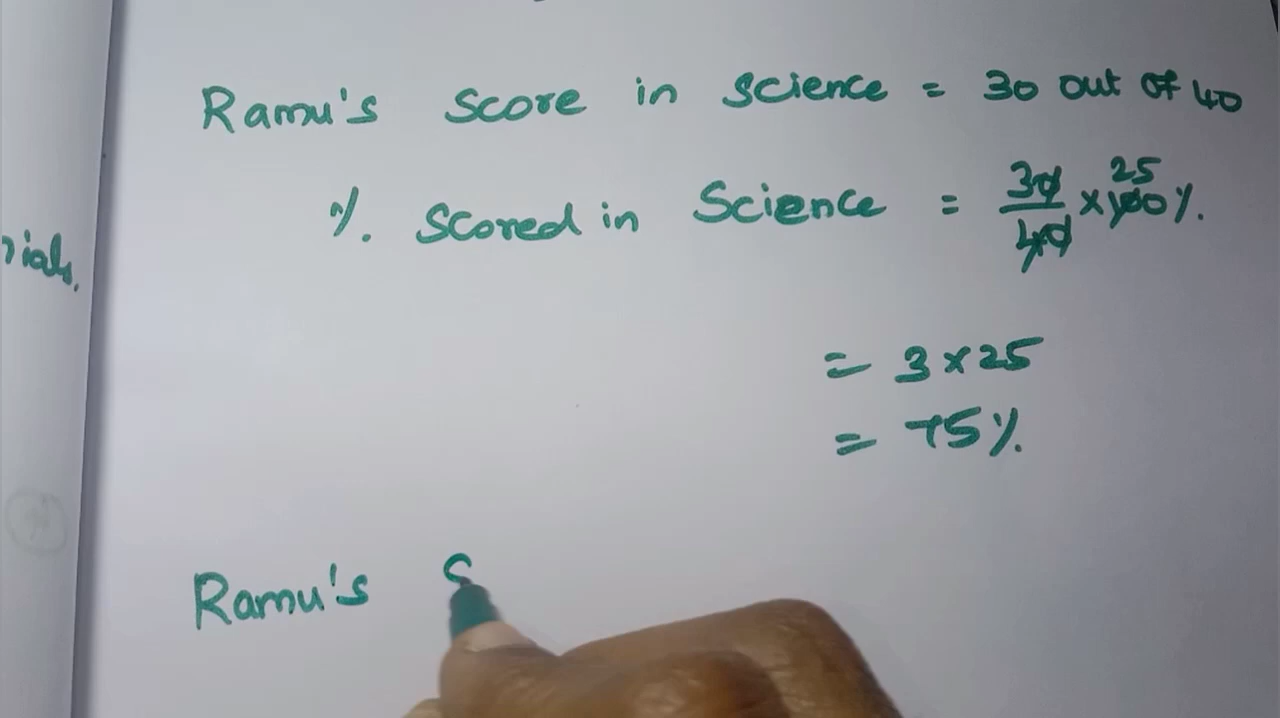 Ramu's Score in Science = 30 out of 40
% Scored in Science = 30/40 × 100 25 %.
= 3 × 25
= 75%.
Ramu's